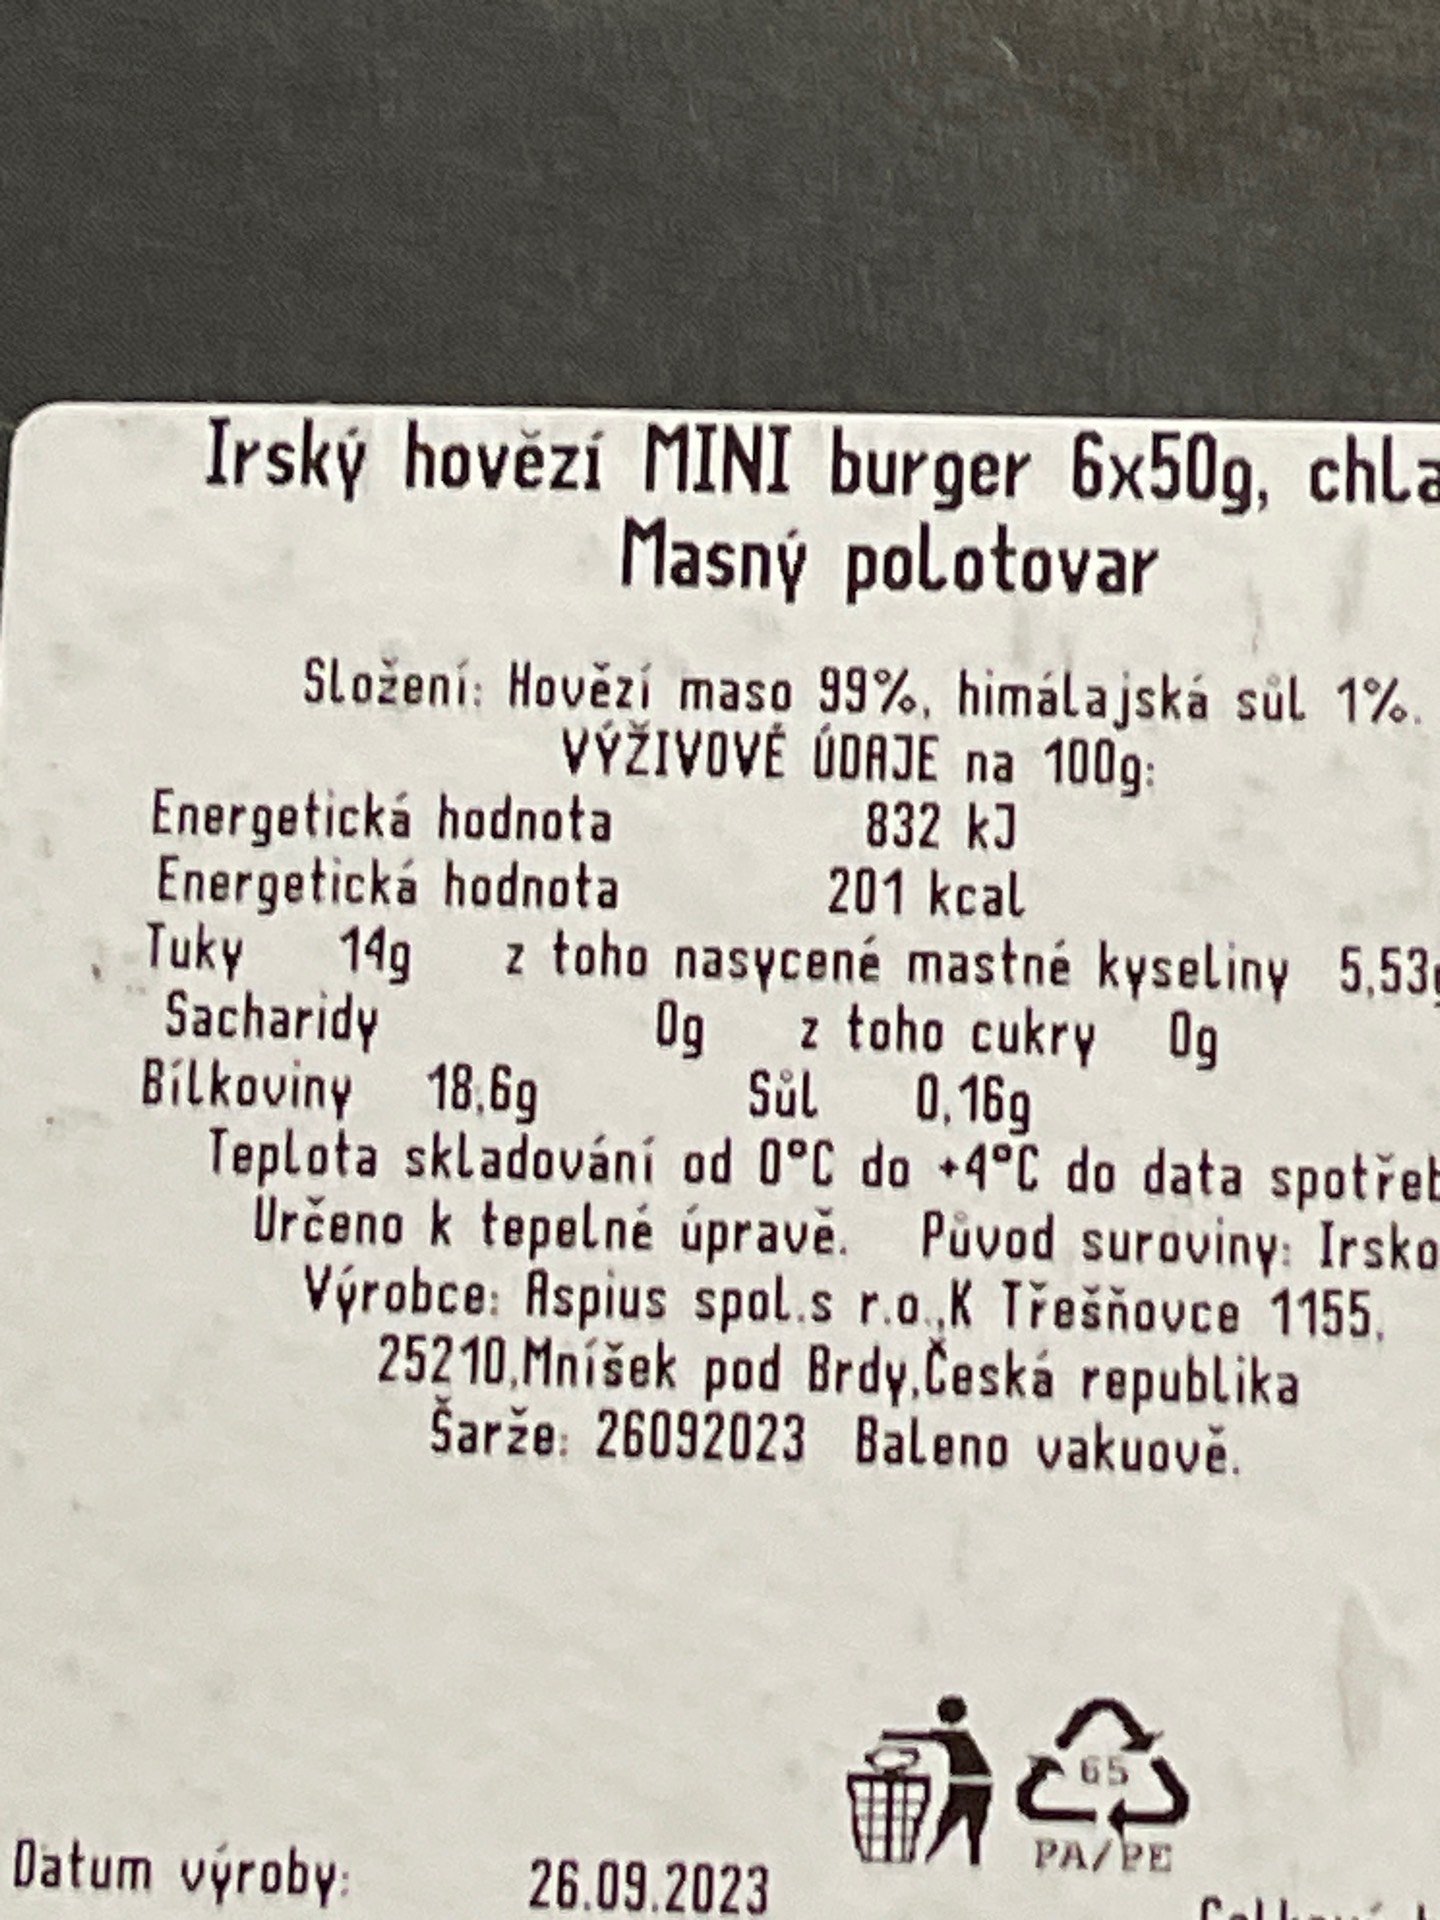 Irský hovězí MINI burger 6x50g, chla
Masný polotovar
Složení: Hovězí maso 99%, himálajská sůl 1%.
VÝŽIVOVÉ ÚDAJE na 100g:
Energetická hodnota 832 kJ
Energetická hodnota 201 kcal
Tuky 14g z toho nasycené mastné kyseliny 5,53g
Sacharidy 0g z toho cukry 0g
Bílkoviny 18,6g Sůl 0,16g
Teplota skladování od 0°C do +4°C do data spotřeb
Určeno k tepelné úpravě. Původ suroviny: Irsko
Výrobce: Aspius spol.s r.o.,K Třešňovce 1155,
25210,Mníšek pod Brdy,Česká republika
Šarže: 26092023 Baleno vakuově.
65
PA/PE
Datum výroby: 26.09.2023